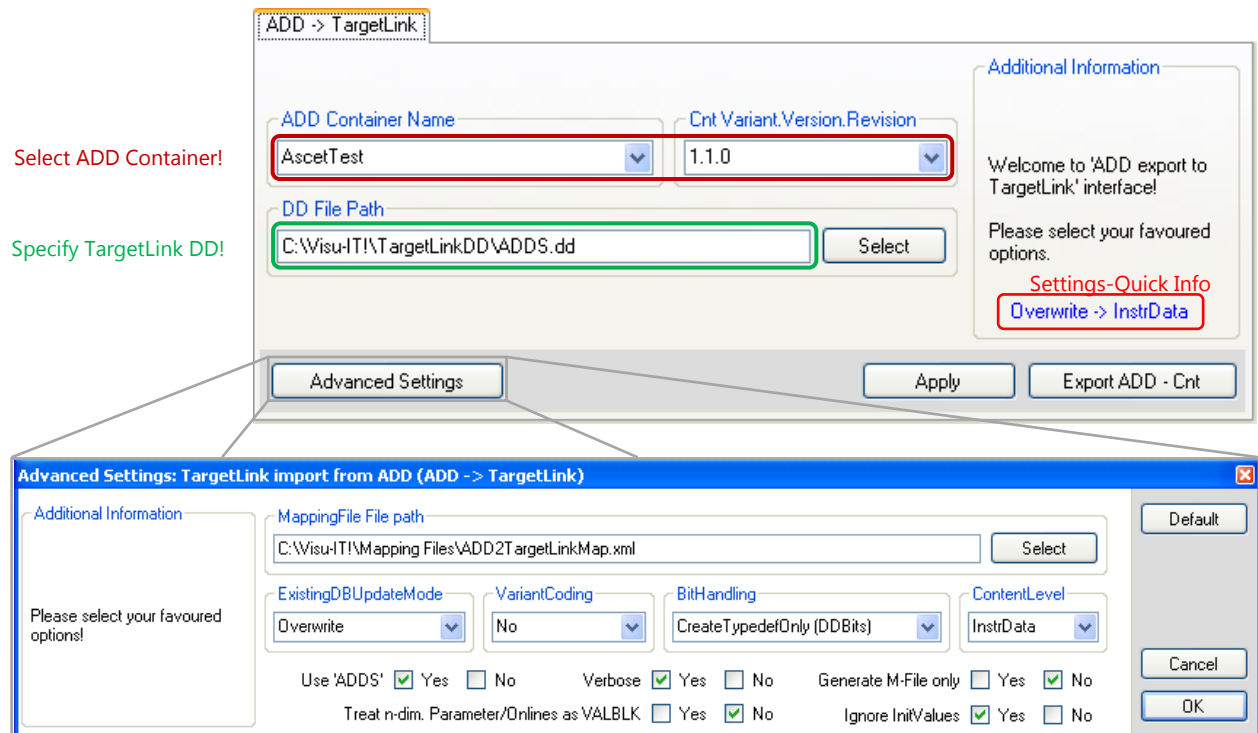 ADD -> TargetLink
Additional Information
ADD Container Name
Cnt Variant.Version.Revision
Select ADD Container!
AscetTest
1.1.0
Welcome to 'ADD export to
TargetLink' interface!
DD File Path
Specify TargetLink DD!
C:\Visu-IT!\TargetLinkDD\ADDS.dd
Select
Please select your favoured
options.
Settings-Quick Info
Overwrite -> InstrData
Advanced Settings
Apply
Export ADD - Cnt
Advanced Settings: TargetLink import from ADD (ADD -> TargetLink)
Additional Information
MappingFile File path
Default
C:\Visu-IT!\Mapping Files\ADD2TargetLinkMap.xml
Select
Please select your favoured
options!
ExistingDBUpdateMode
VariantCoding
BitHandling
ContentLevel
Overwrite
No
CreateTypedefOnly (DDBits)
InstrData
Use 'ADDS' Yes No
Verbose Yes No
Generate M-File only Yes No
Cancel
Treat n-dim. Parameter/Onlines as VALBLK Yes No
Ignore InitValues Yes No
OK